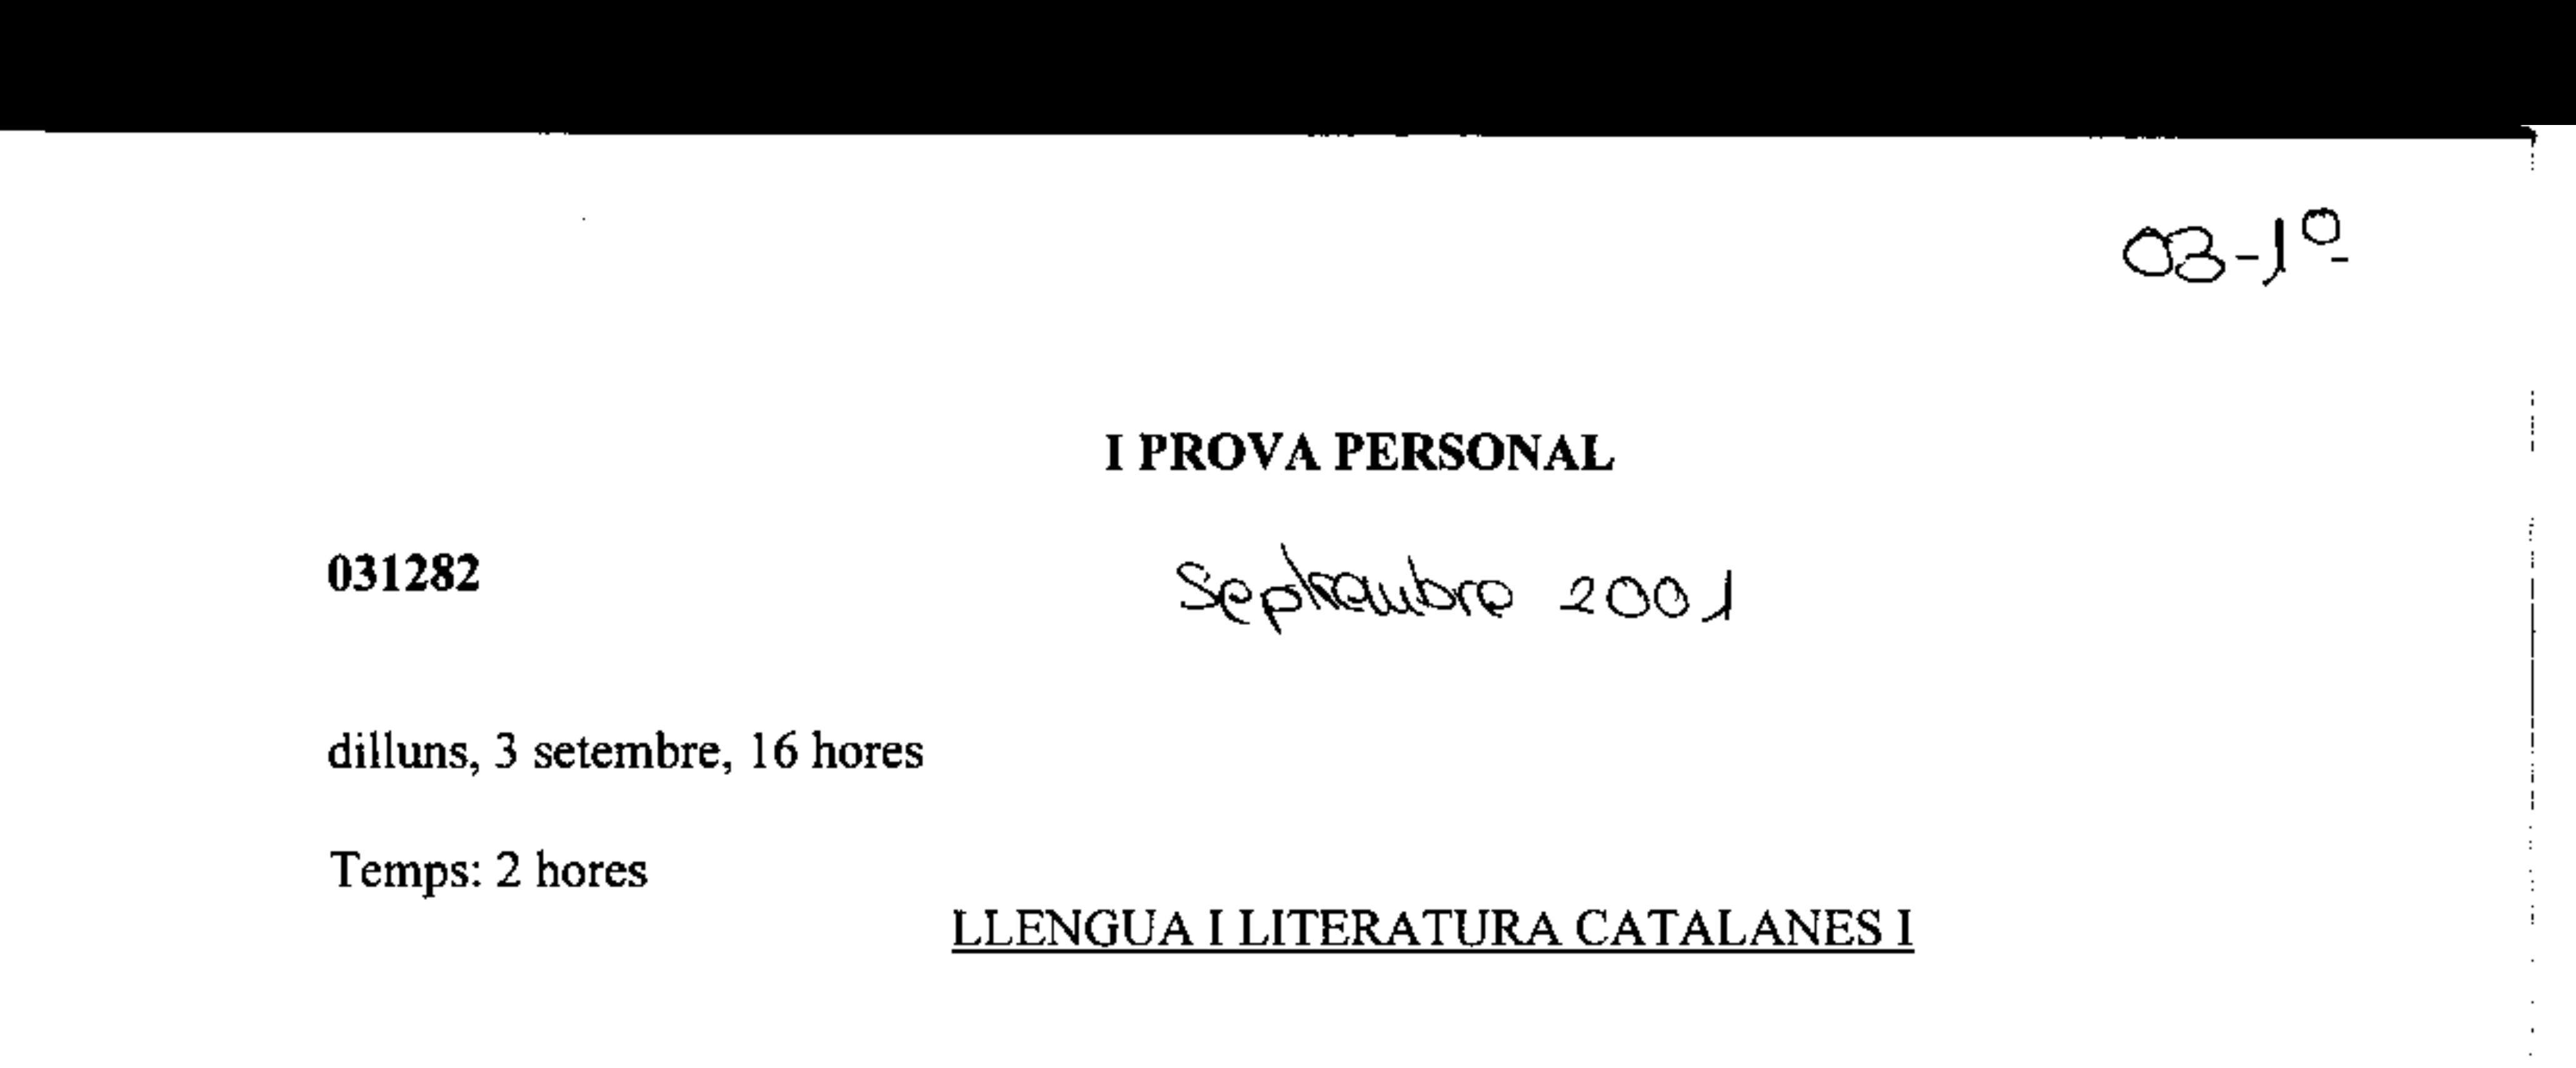 03-1º
I PROVA PERSONAL
031282
Septiembre 2001
dilluns, 3 setembre, 16 hores
Temps: 2 hores
LLENGUA I LITERATURA CATALANES I